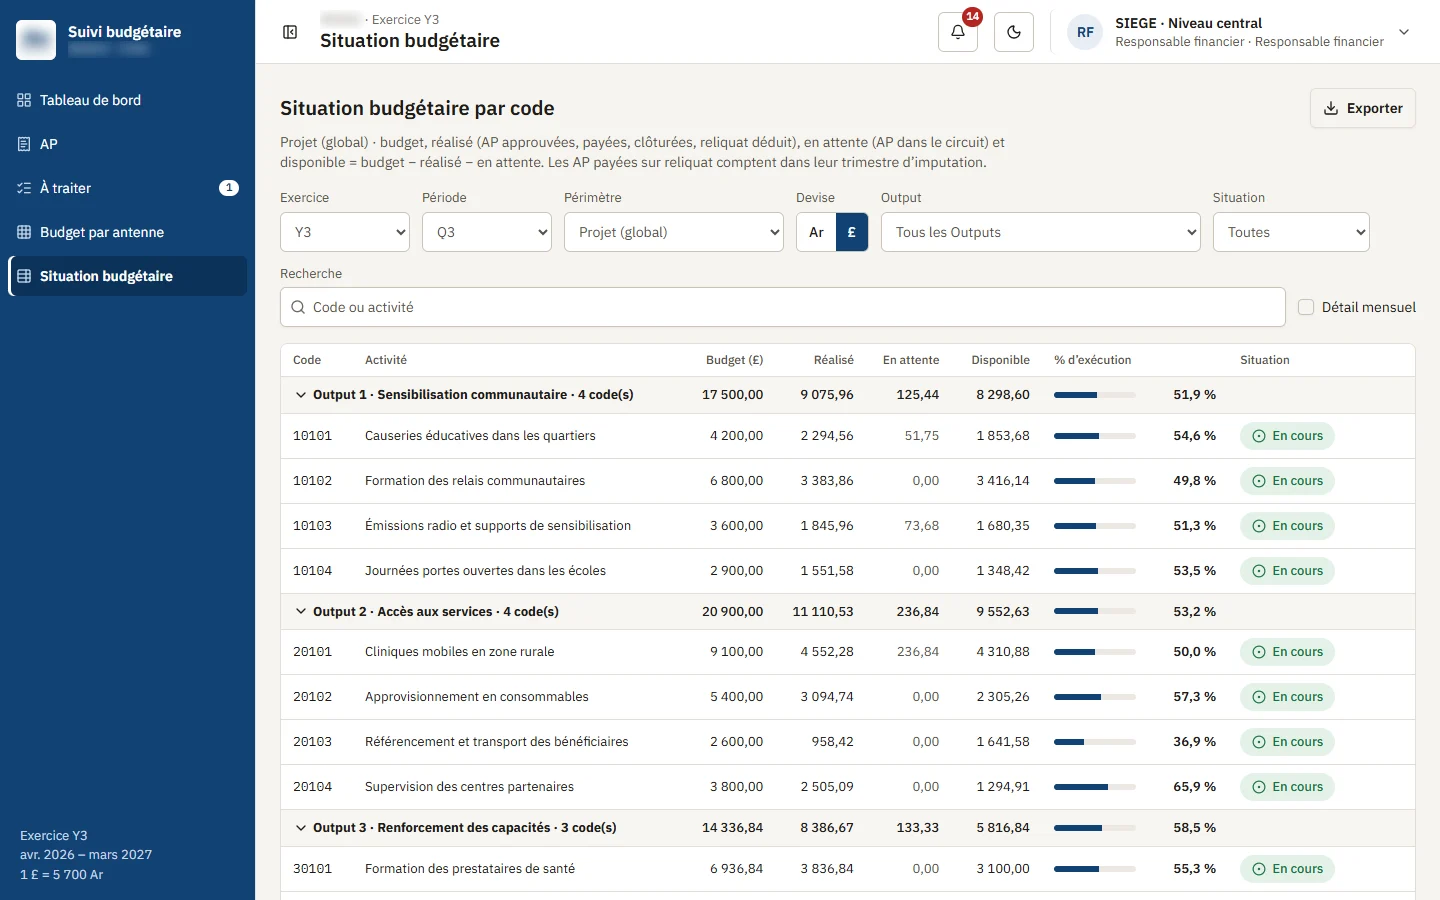 Suivi budgétaire
Tableau de bord
AP
À traiter 1
Budget par antenne
Situation budgétaire
Exercice Y3
avr. 2026 – mars 2027
1 £ = 5 700 Ar
· Exercice Y3
Situation budgétaire
14
RF
SIEGE · Niveau central
Responsable financier · Responsable financier
Situation budgétaire par code
Exporter
Projet (global) · budget, réalisé (AP approuvées, payées, clôturées, reliquat déduit), en attente (AP dans le circuit) et
disponible = budget − réalisé − en attente. Les AP payées sur reliquat comptent dans leur trimestre d’imputation.
Exercice Période Périmètre Devise Output Situation
Y3 Q3 Projet (global) Ar £ Tous les Outputs Toutes
Recherche
Code ou activité Détail mensuel
Code Activité Budget (£) Réalisé En attente Disponible % d’exécution Situation
Output 1 · Sensibilisation communautaire · 4 code(s) 17 500,00 9 075,96 125,44 8 298,60 51,9 %
10101 Causeries éducatives dans les quartiers 4 200,00 2 294,56 51,75 1 853,68 54,6 % En cours
10102 Formation des relais communautaires 6 800,00 3 383,86 0,00 3 416,14 49,8 % En cours
10103 Émissions radio et supports de sensibilisation 3 600,00 1 845,96 73,68 1 680,35 51,3 % En cours
10104 Journées portes ouvertes dans les écoles 2 900,00 1 551,58 0,00 1 348,42 53,5 % En cours
Output 2 · Accès aux services · 4 code(s) 20 900,00 11 110,53 236,84 9 552,63 53,2 %
20101 Cliniques mobiles en zone rurale 9 100,00 4 552,28 236,84 4 310,88 50,0 % En cours
20102 Approvisionnement en consommables 5 400,00 3 094,74 0,00 2 305,26 57,3 % En cours
20103 Référencement et transport des bénéficiaires 2 600,00 958,42 0,00 1 641,58 36,9 % En cours
20104 Supervision des centres partenaires 3 800,00 2 505,09 0,00 1 294,91 65,9 % En cours
Output 3 · Renforcement des capacités · 3 code(s) 14 336,84 8 386,67 133,33 5 816,84 58,5 %
30101 Formation des prestataires de santé 6 936,84 3 836,84 0,00 3 100,00 55,3 % En cours